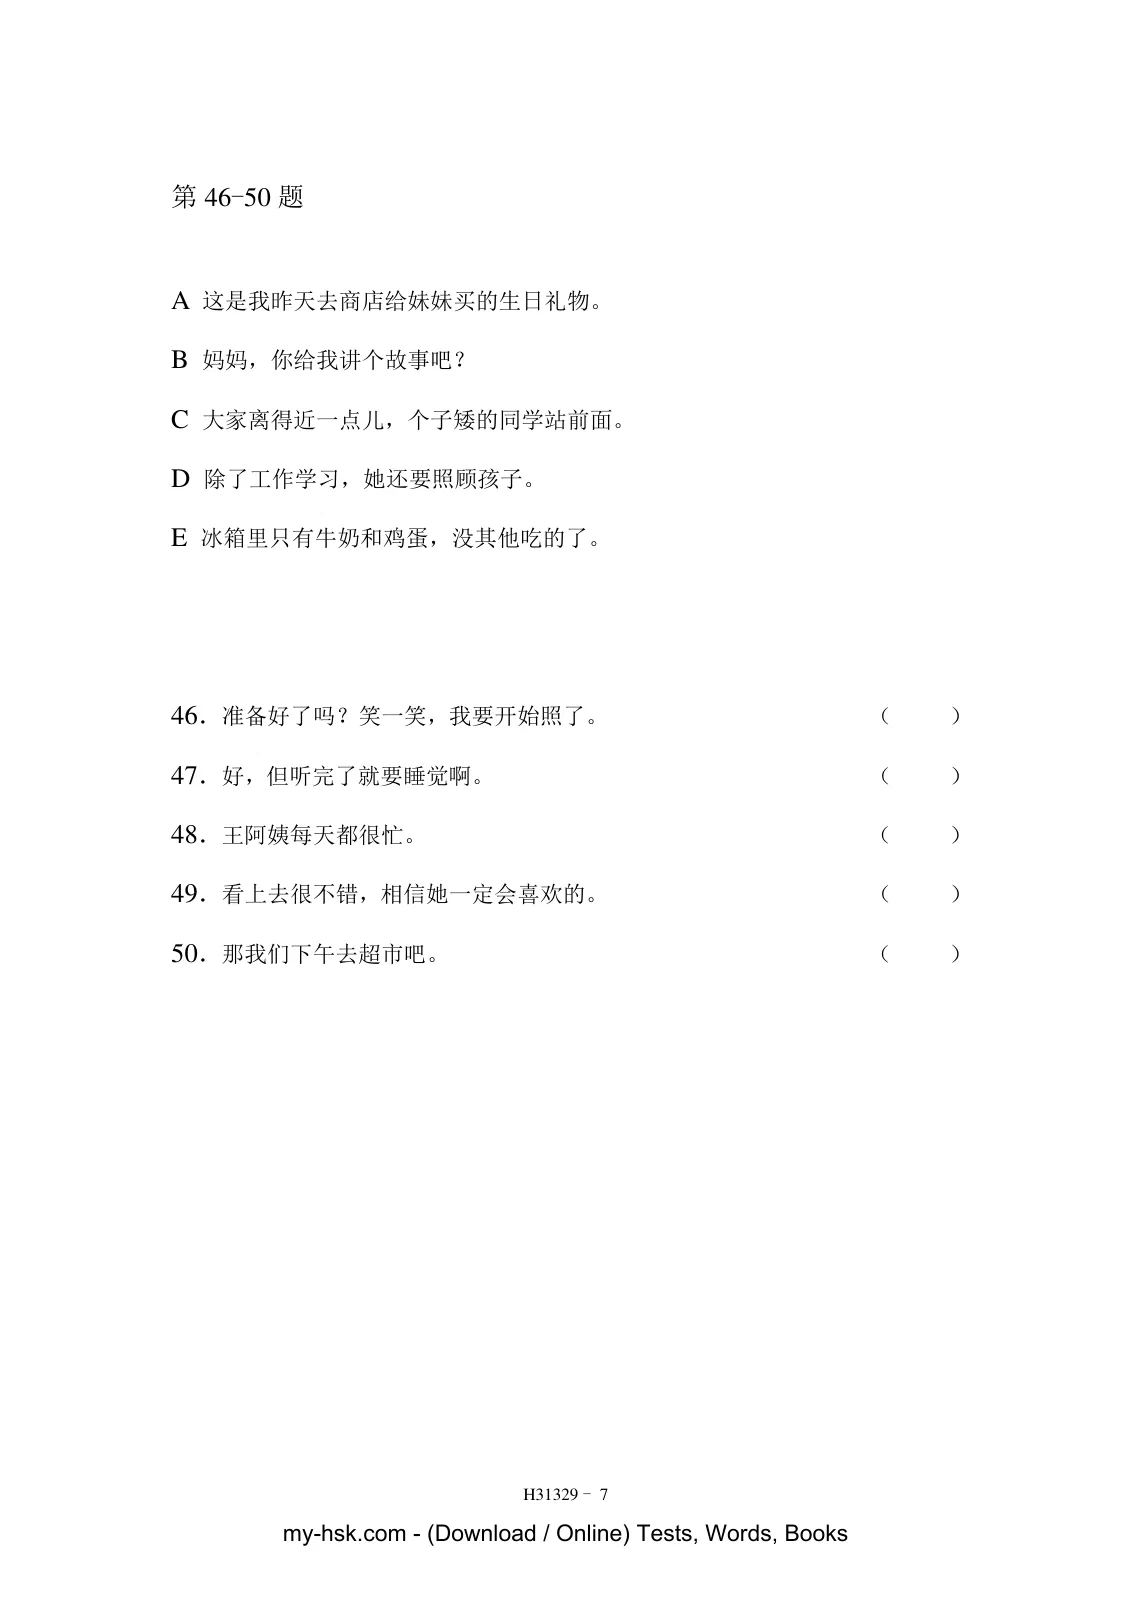 第 46-50 题
A 这是我昨天去商店给妹妹买的生日礼物。
B 妈妈，你给我讲个故事吧？
C 大家离得近一点儿，个子矮的同学站前面。
D 除了工作学习，她还要照顾孩子。
E 冰箱里只有牛奶和鸡蛋，没其他吃的了。
46．准备好了吗？笑一笑，我要开始照了。（ ）
47．好，但听完了就要睡觉啊。（ ）
48．王阿姨每天都很忙。（ ）
49．看上去很不错，相信她一定会喜欢的。（ ）
50．那我们下午去超市吧。（ ）
H31329 - 7
my-hsk.com - (Download / Online) Tests, Words, Books